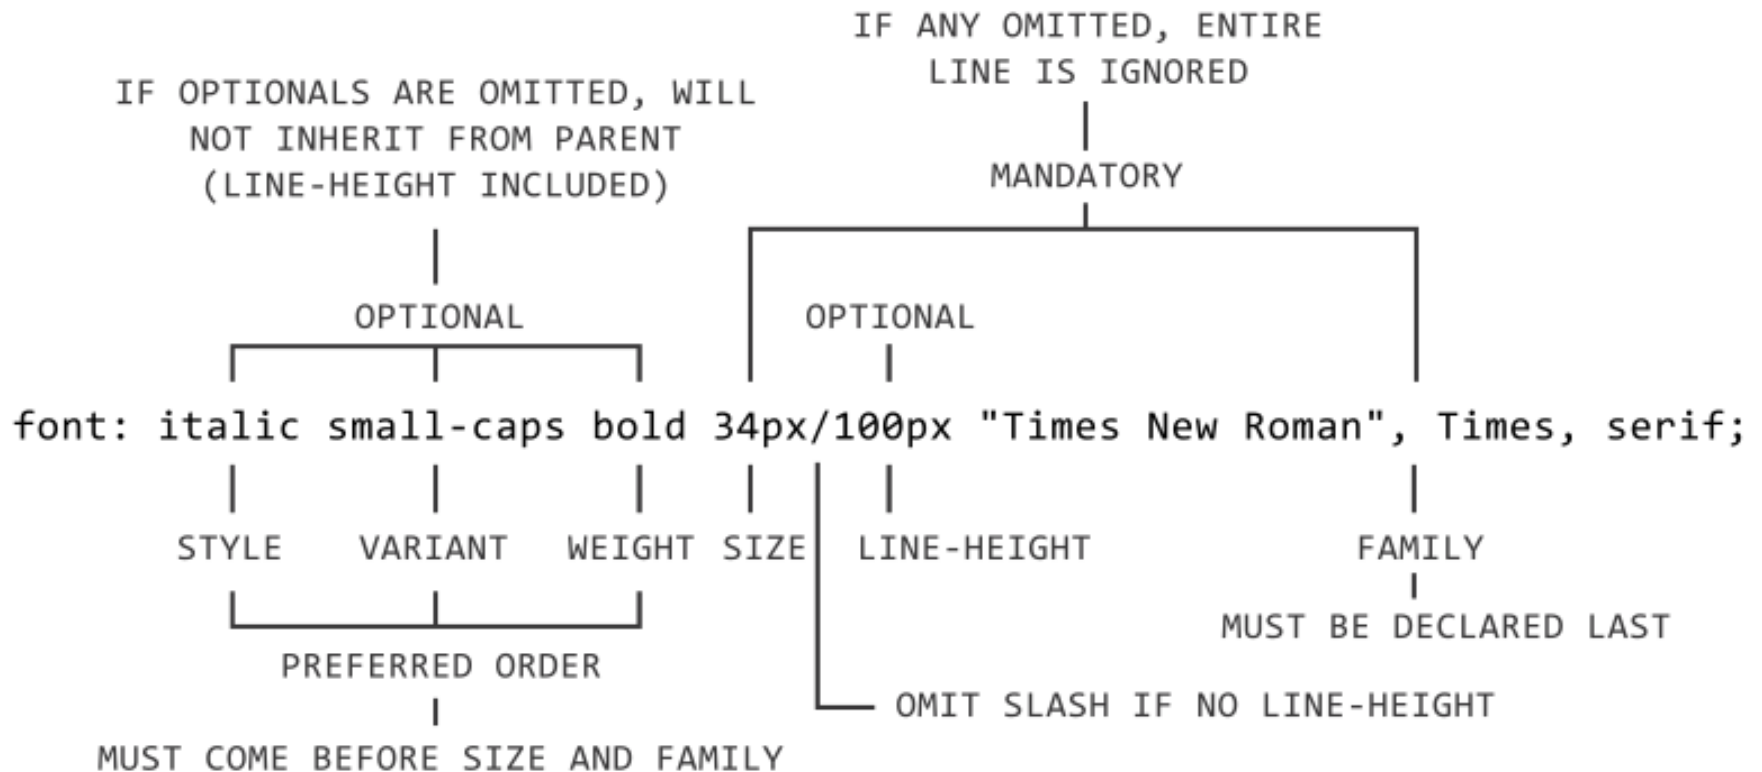 IF ANY OMITTED, ENTIRE
LINE IS IGNORED
IF OPTIONALS ARE OMITTED, WILL
NOT INHERIT FROM PARENT
(LINE-HEIGHT INCLUDED)
MANDATORY
OPTIONAL
OPTIONAL
font: italic small-caps bold 34px/100px "Times New Roman", Times, serif;
STYLE VARIANT WEIGHT SIZE LINE-HEIGHT FAMILY
MUST BE DECLARED LAST
PREFERRED ORDER
OMIT SLASH IF NO LINE-HEIGHT
MUST COME BEFORE SIZE AND FAMILY